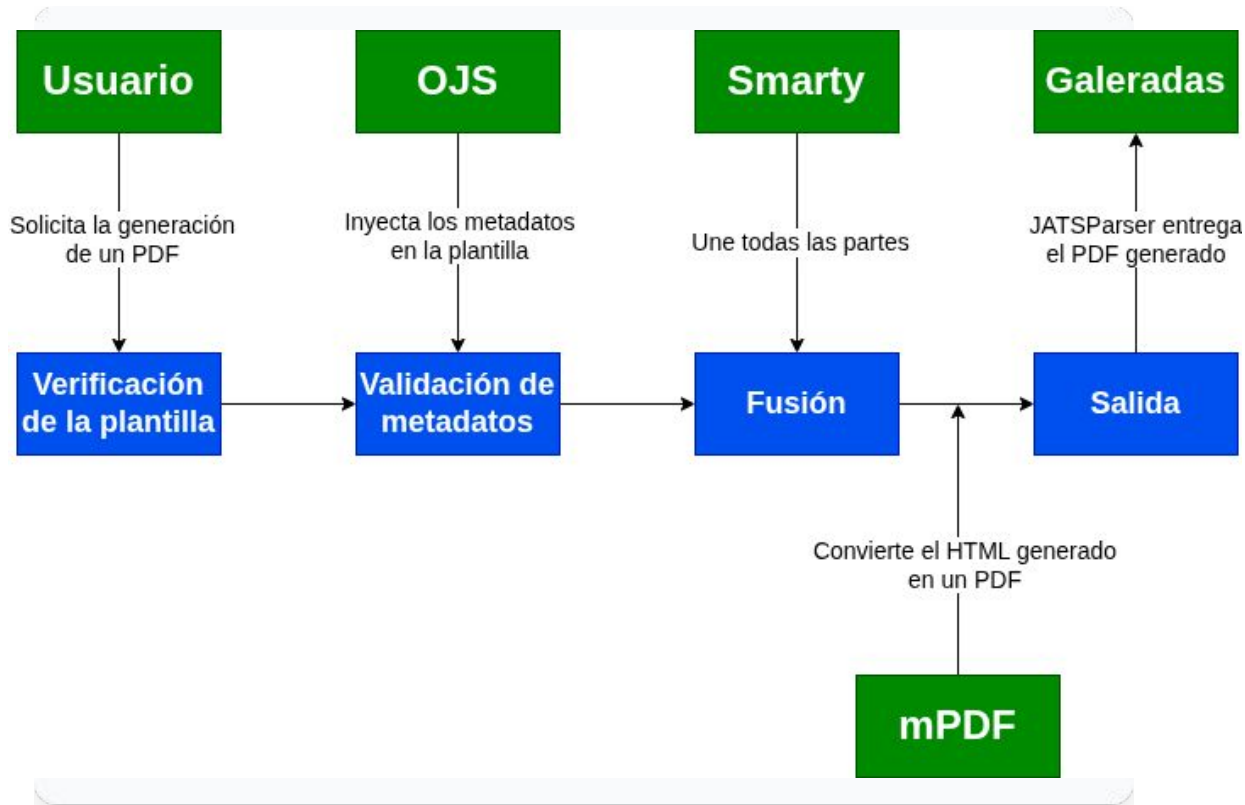 Usuario
OJS
Smarty
Galeradas
Solicita la generación
de un PDF
Inyecta los metadatos
en la plantilla
Une todas las partes
JATSParser entrega
el PDF generado
Verificación
de la plantilla
Validación de
metadatos
Fusión
Salida
Convierte el HTML generado
en un PDF
mPDF